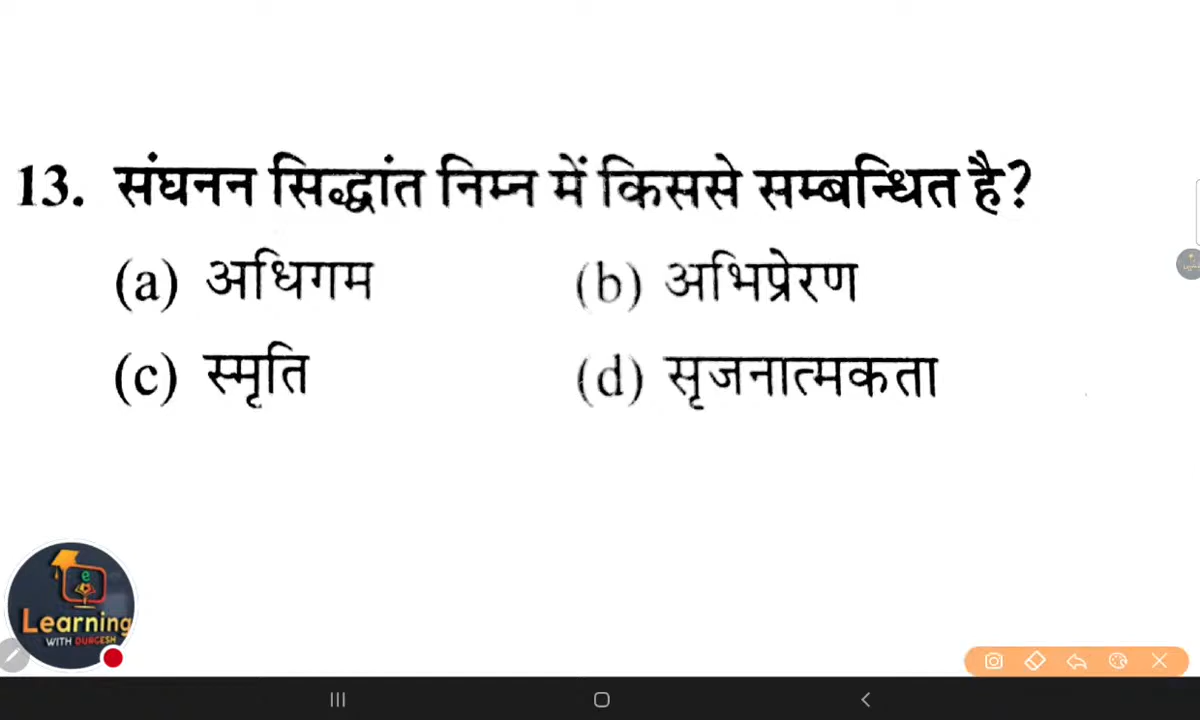 13. संघनन सिद्धांत निम्न में किससे सम्बन्धित है?
(a) अधिगम (b) अभिप्रेरण
(c) स्मृति (d) सृजनात्मकता
e
Learning
WITH DURGESH